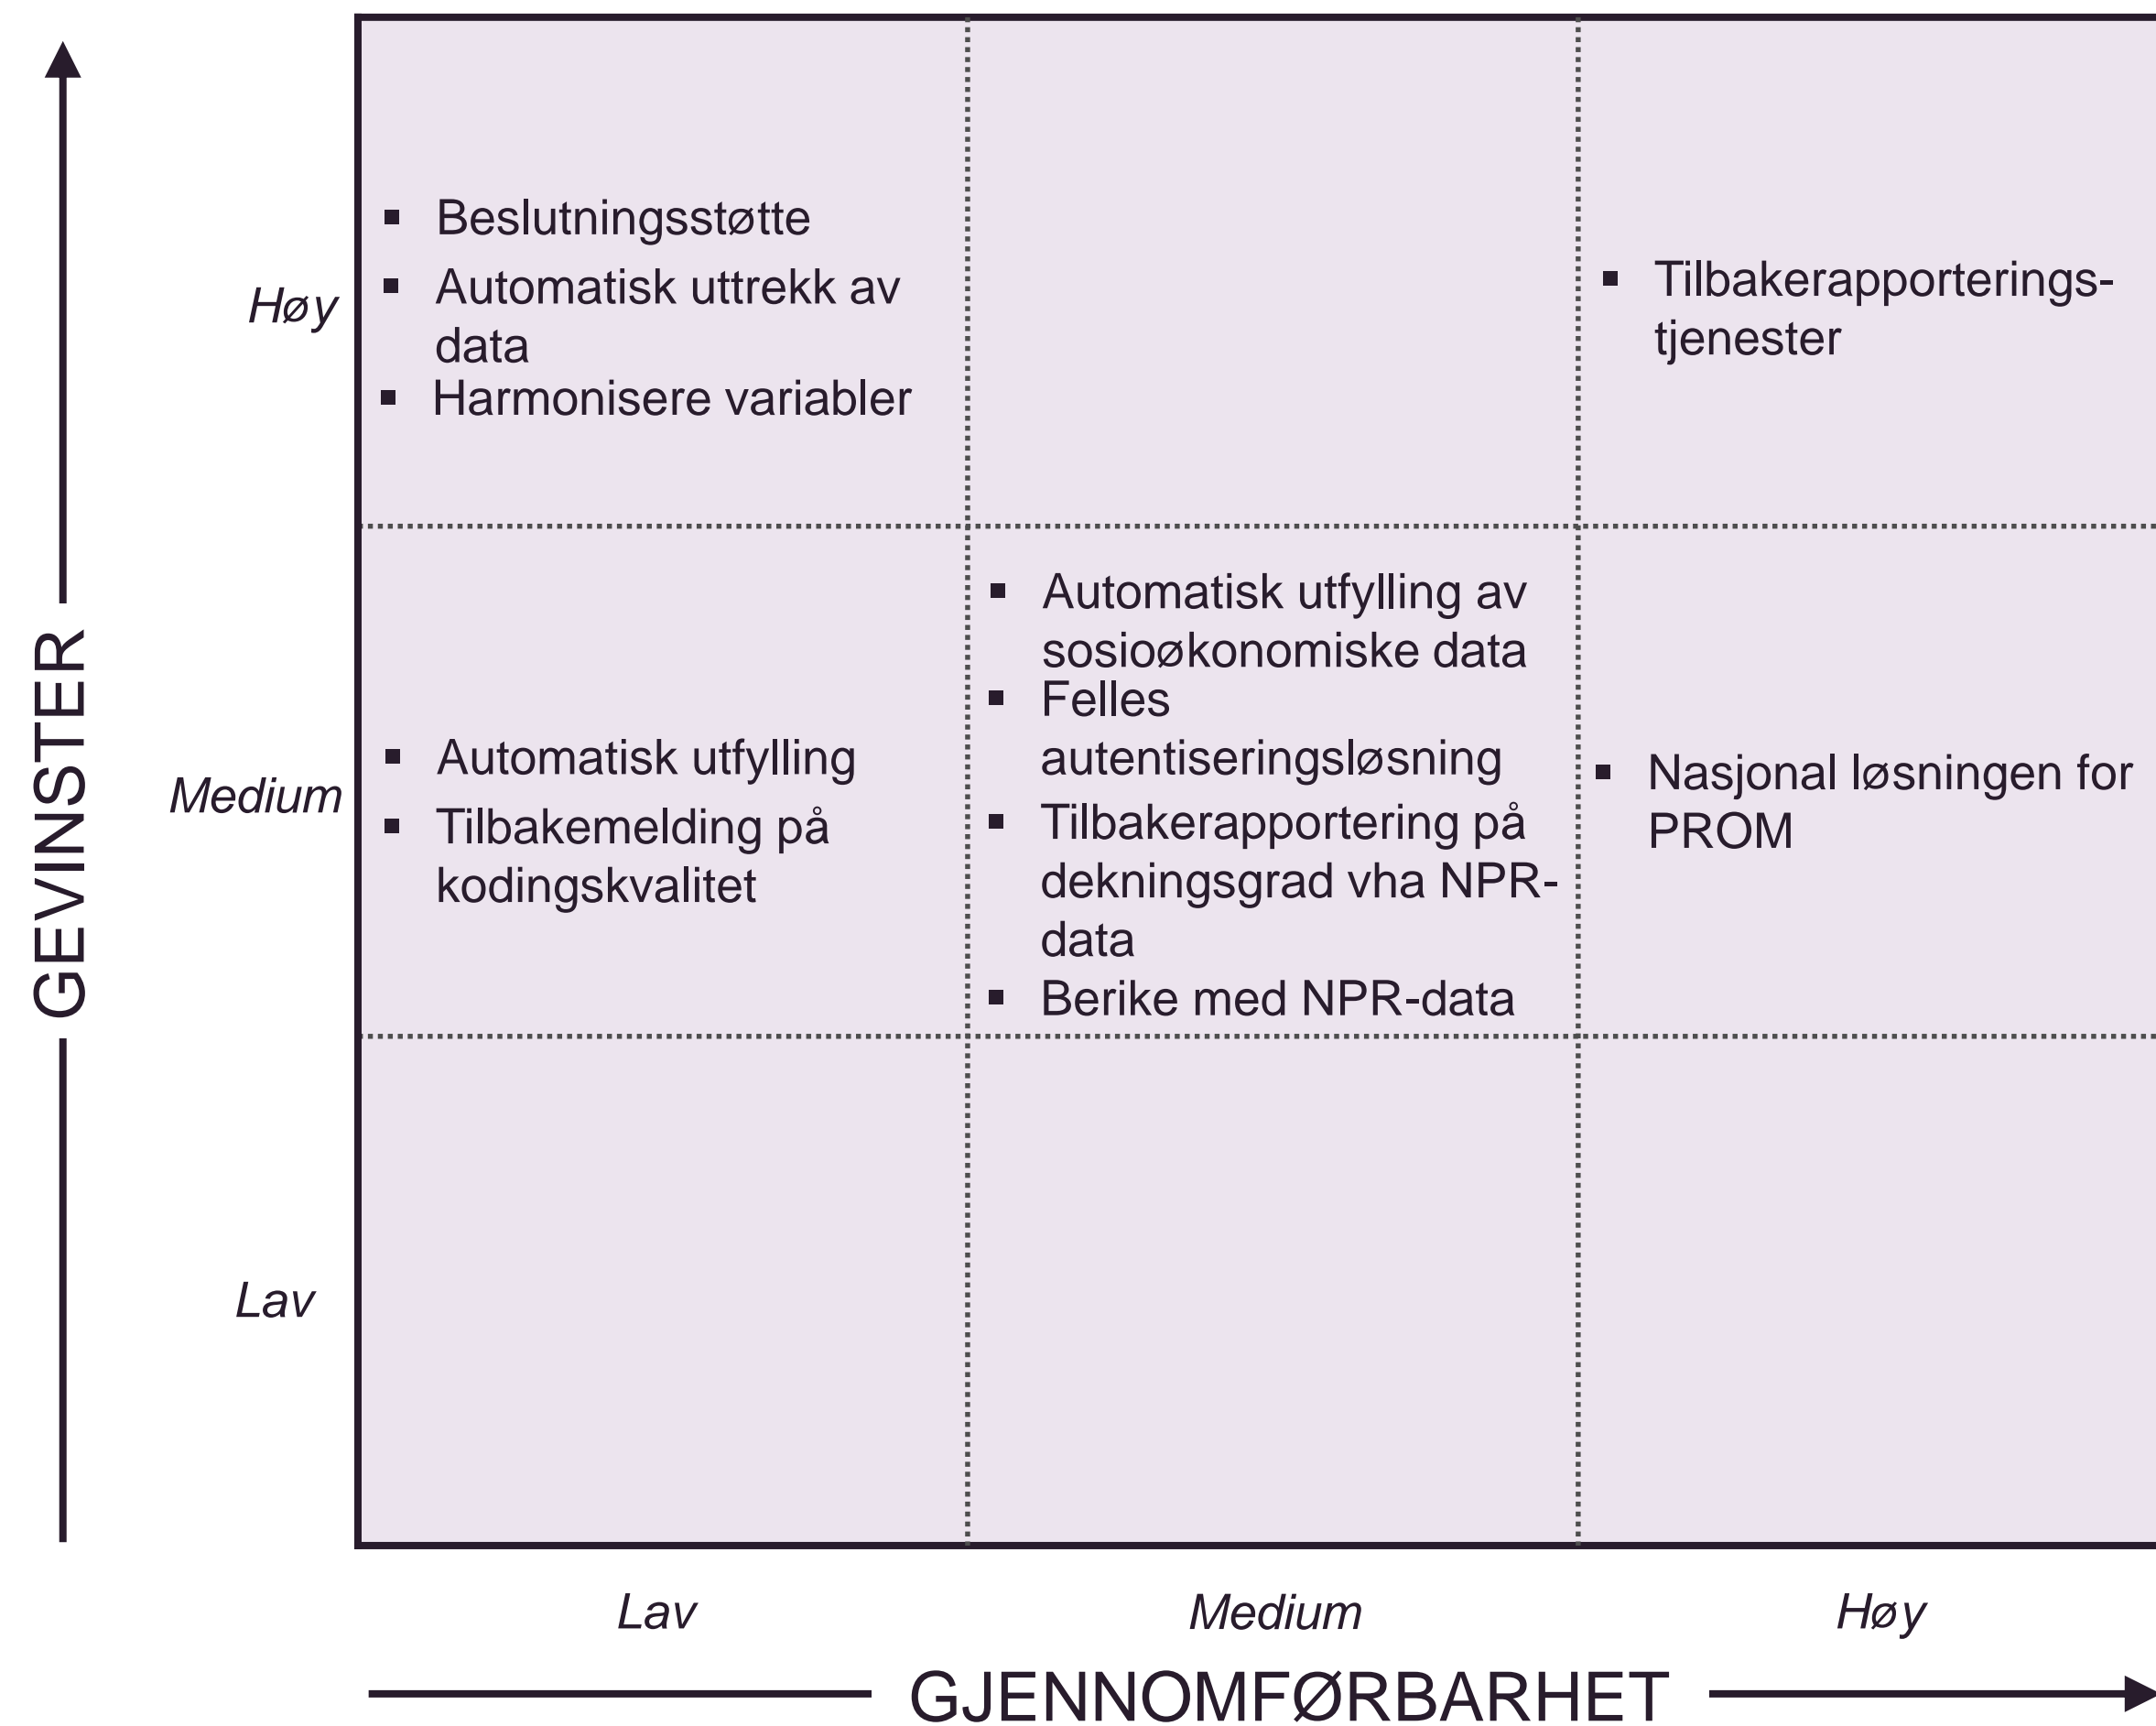 GEVINSTER
Høy
Beslutningsstøtte
Automatisk uttrekk av
data
Harmonisere variabler
Tilbakerapporterings-
tjenester
Medium
Automatisk utfylling
Tilbakemelding på
kodingskvalitet
Automatisk utfylling av
sosioøkonomiske data
Felles
autentiseringsløsning
Tilbakerapportering på
dekningsgrad vha NPR-
data
Berike med NPR-data
Nasjonal løsningen for
PROM
Lav
Lav
Medium
Høy
GJENNOMFØRBARHET